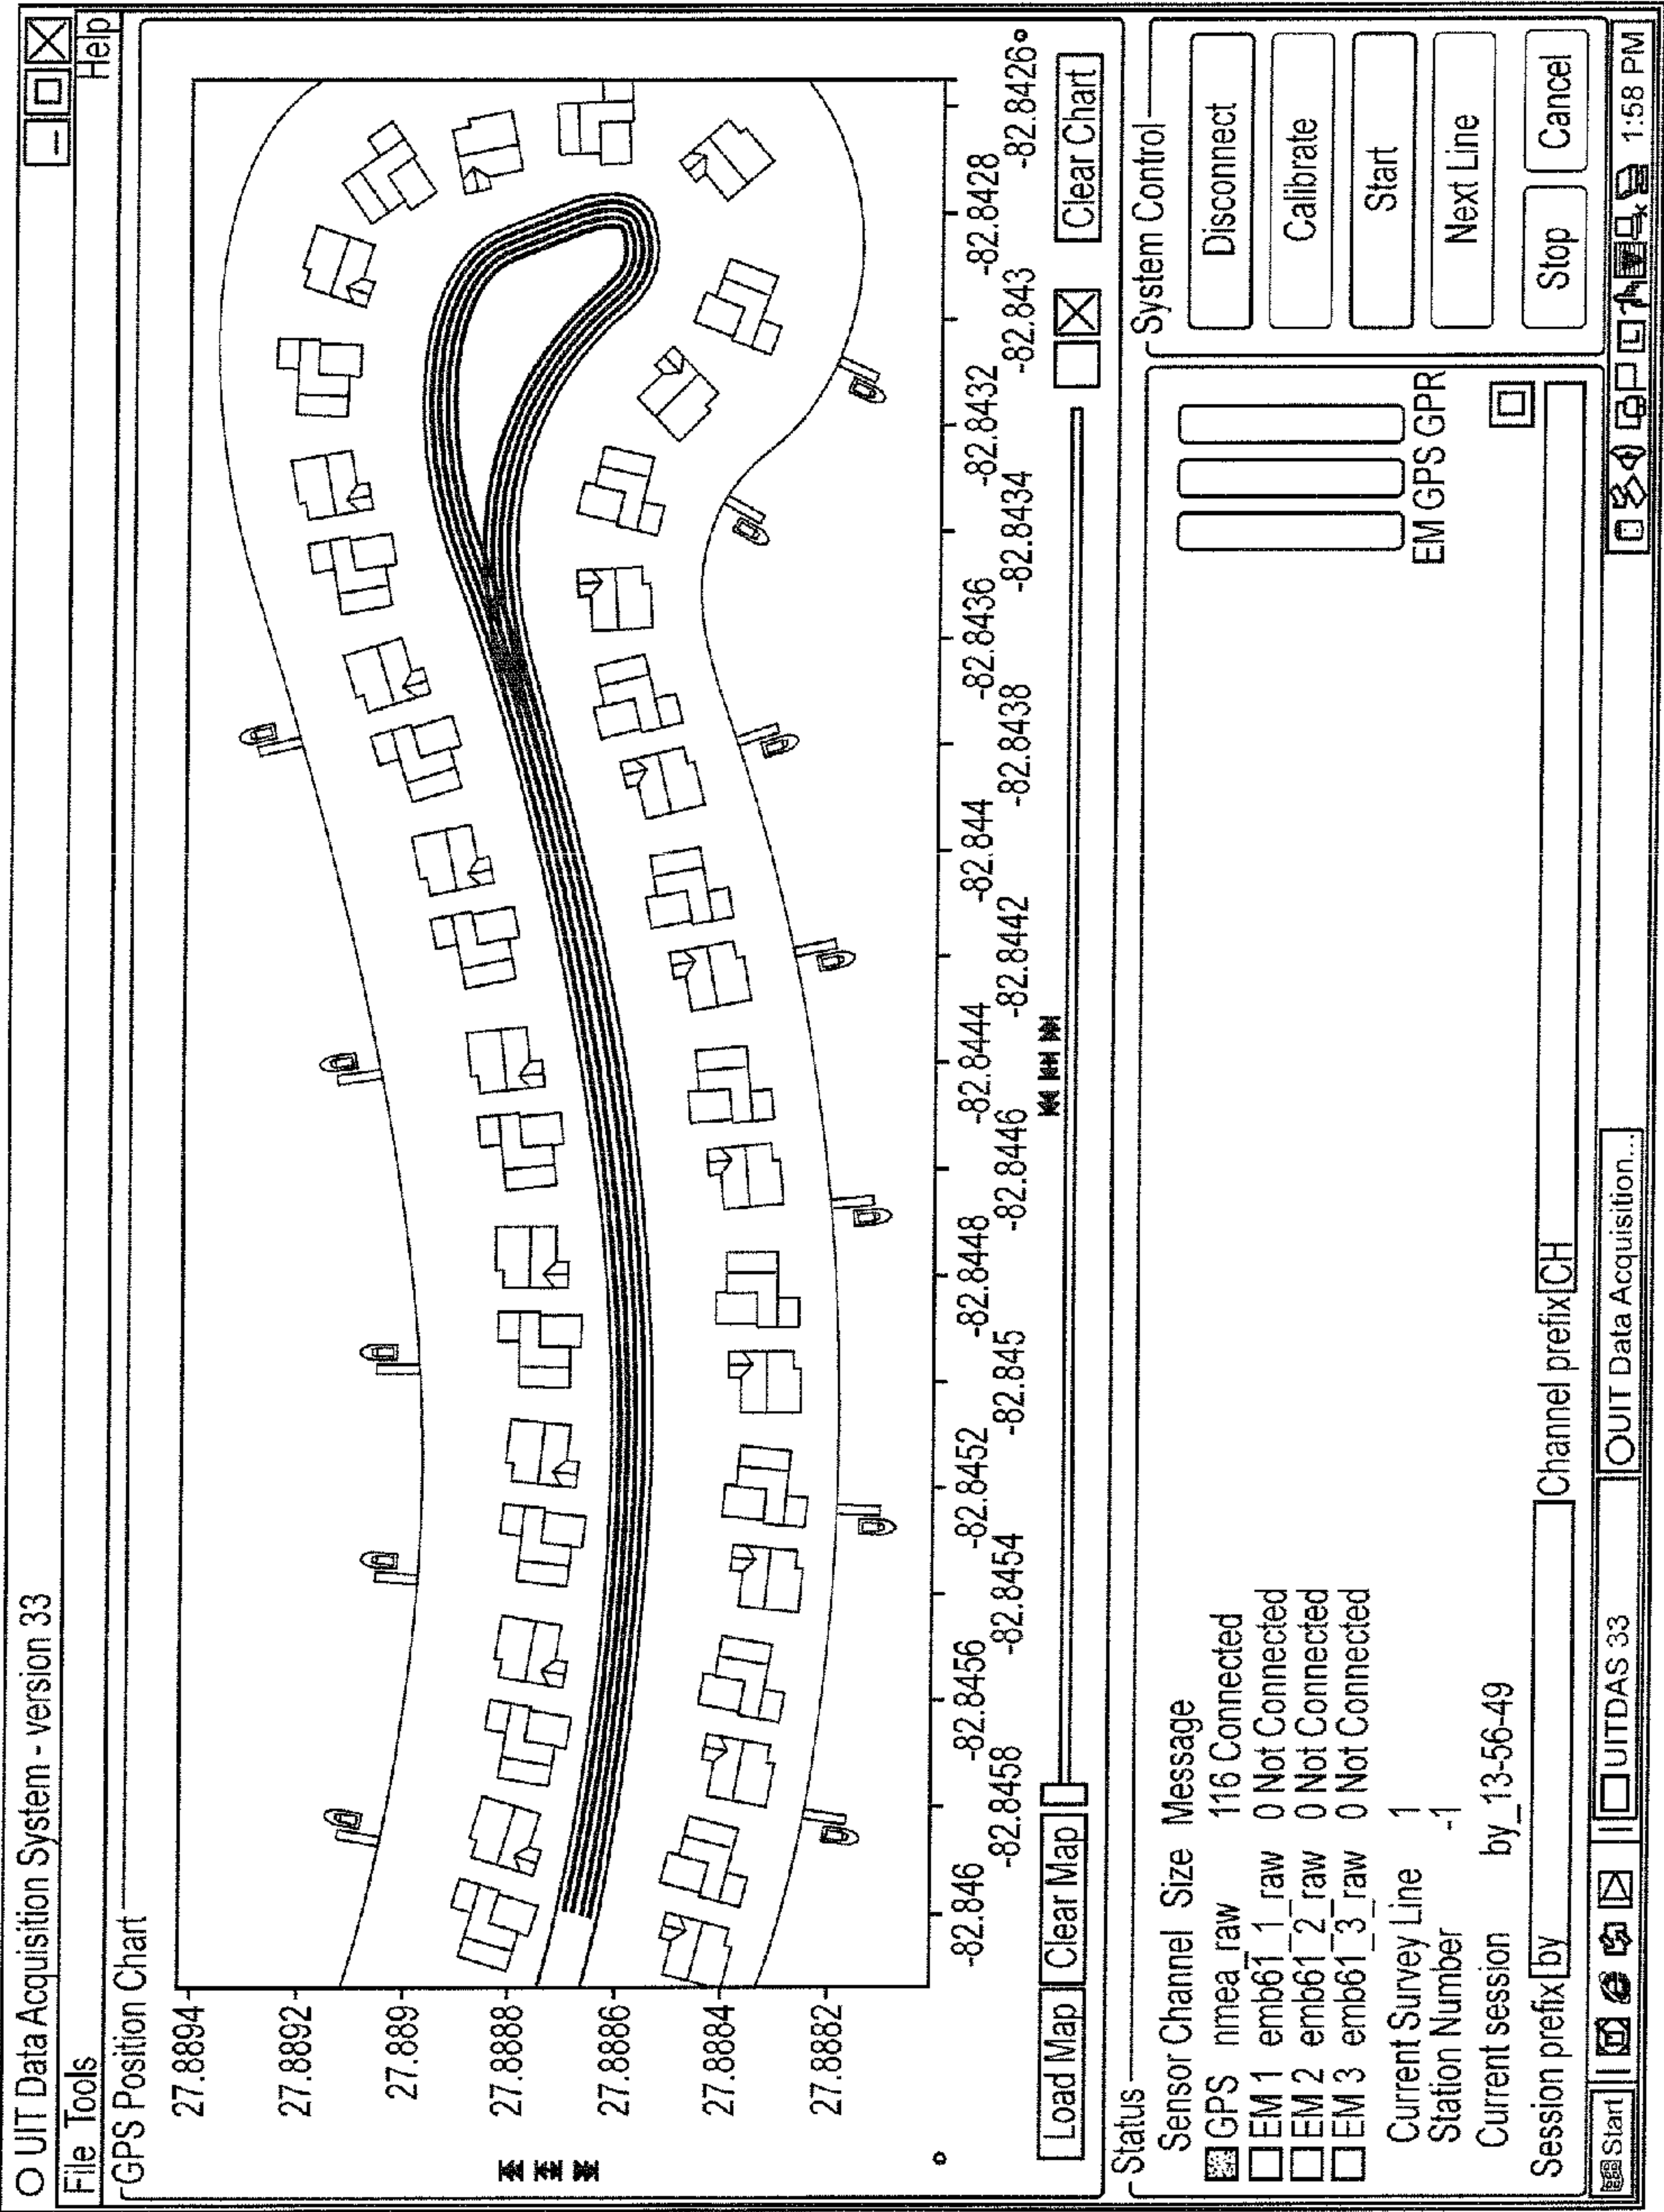 UIT Data Acquisition System - version 33
File Tools Help
GPS Position Chart
27.8894
27.8892
27.889
27.8888
27.8886
27.8884
27.8882
-82.846 -82.8458 -82.8456 -82.8454 -82.8452 -82.845 -82.8448 -82.8446 -82.8444 -82.8442 -82.844 -82.8438 -82.8436 -82.8434 -82.8432 -82.843 -82.8428 -82.8426
Load Map Clear Map Clear Chart
Status
Sensor Channel Size Message
GPS nmea_raw 116 Connected
EM 1 emb61_1_raw 0 Not Connected
EM 2 emb61_2_raw 0 Not Connected
EM 3 emb61_3_raw 0 Not Connected
Current Survey Line 1
Station Number -1
Current session by_13-56-49
Session prefix by Channel prefix CH
EM GPS GPR
System Control
Disconnect
Calibrate
Start
Next Line
Stop Cancel
Start UITDAS 33 UIT Data Acquisition... 1:58 PM